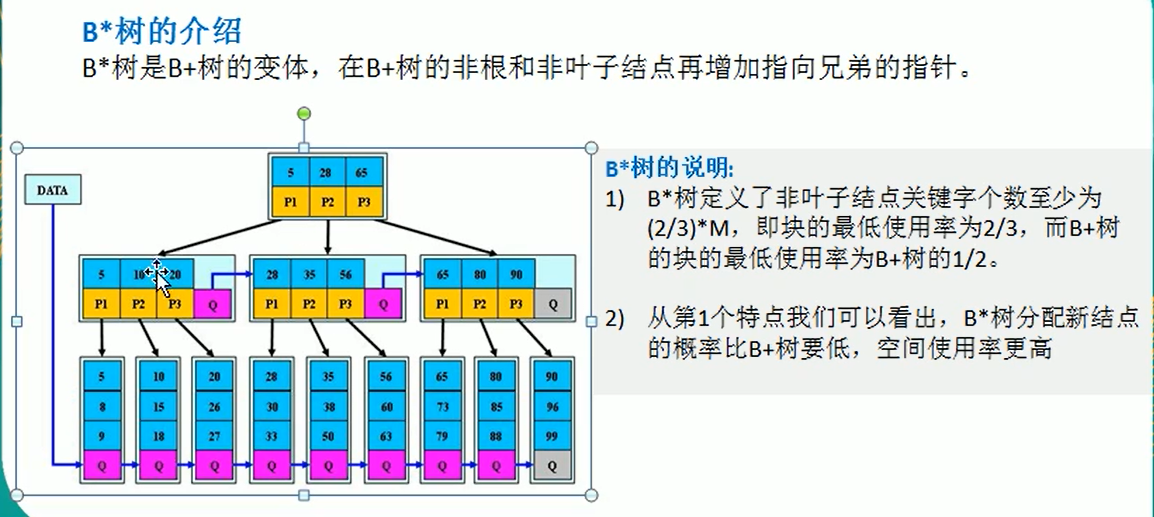 B*树的介绍
B*树是B+树的变体，在B+树的非根和非叶子结点再增加指向兄弟的指针。
DATA
5 28 65
P1 P2 P3
5 10 20
P1 P2 P3 Q
28 35 56
P1 P2 P3 Q
65 80 90
P1 P2 P3 Q
5 10 20 28 35 56 65 80 90
8 15 26 30 38 60 73 85 96
9 18 27 33 50 63 79 88 99
Q Q Q Q Q Q Q Q Q
B*树的说明:
1) B*树定义了非叶子结点关键字个数至少为
(2/3)*M，即块的最低使用率为2/3，而B+树
的块的最低使用率为B+树的1/2。
2) 从第1个特点我们可以看出，B*树分配新结点
的概率比B+树要低，空间使用率更高